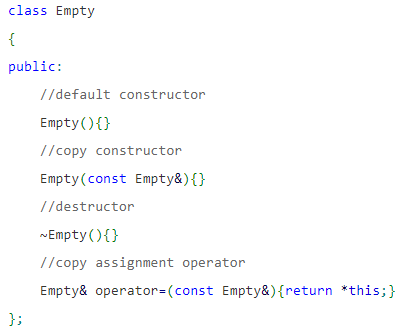 class Empty
{
public:
    //default constructor
    Empty(){}
    //copy constructor
    Empty(const Empty&){}
    //destructor
    ~Empty(){}
    //copy assignment operator
    Empty& operator=(const Empty&){return *this;}
};